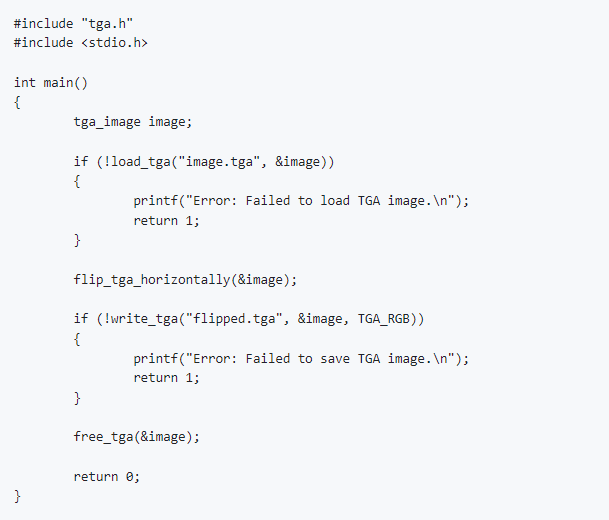 #include "tga.h"
#include <stdio.h>

int main()
{
        tga_image image;

        if (!load_tga("image.tga", &image))
        {
                printf("Error: Failed to load TGA image.\n");
                return 1;
        }

        flip_tga_horizontally(&image);

        if (!write_tga("flipped.tga", &image, TGA_RGB))
        {
                printf("Error: Failed to save TGA image.\n");
                return 1;
        }

        free_tga(&image);

        return 0;
}